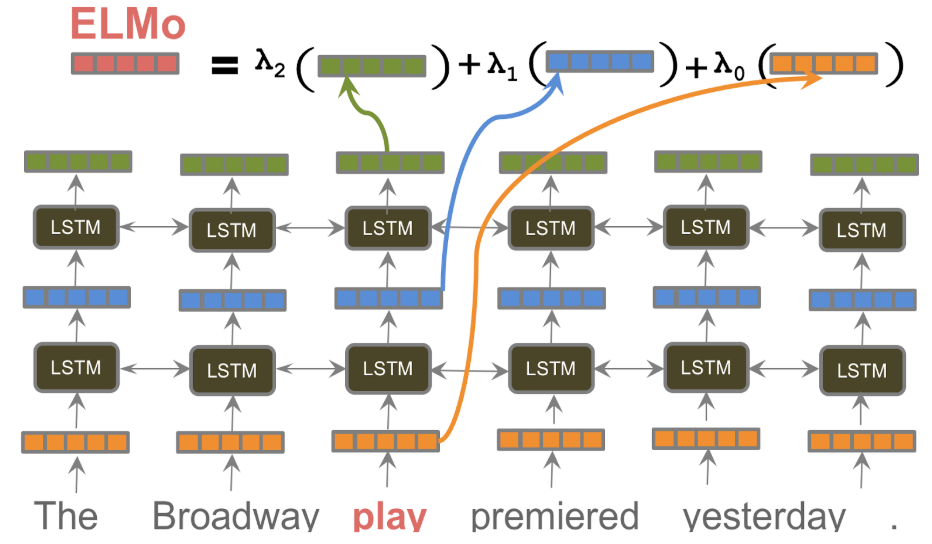 ELMo
= λ2 ( ) + λ1 ( ) + λ0 ( )
LSTM LSTM LSTM LSTM LSTM LSTM
LSTM LSTM LSTM LSTM LSTM LSTM
The Broadway play premiered yesterday .